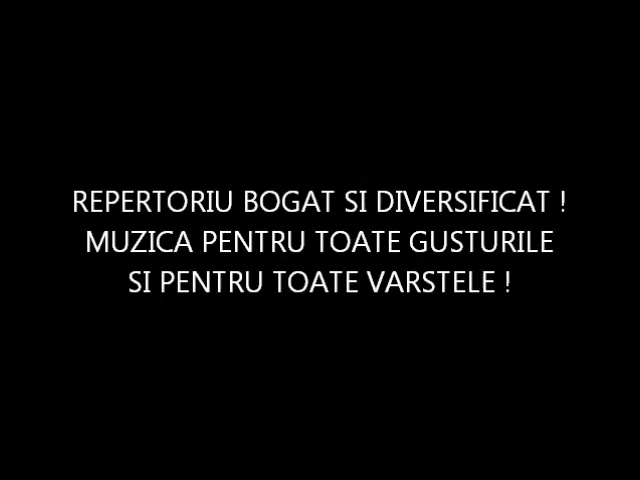 REPERTORIU BOGAT SI DIVERSIFICAT !
MUZICA PENTRU TOATE GUSTURILE
SI PENTRU TOATE VARSTELE !